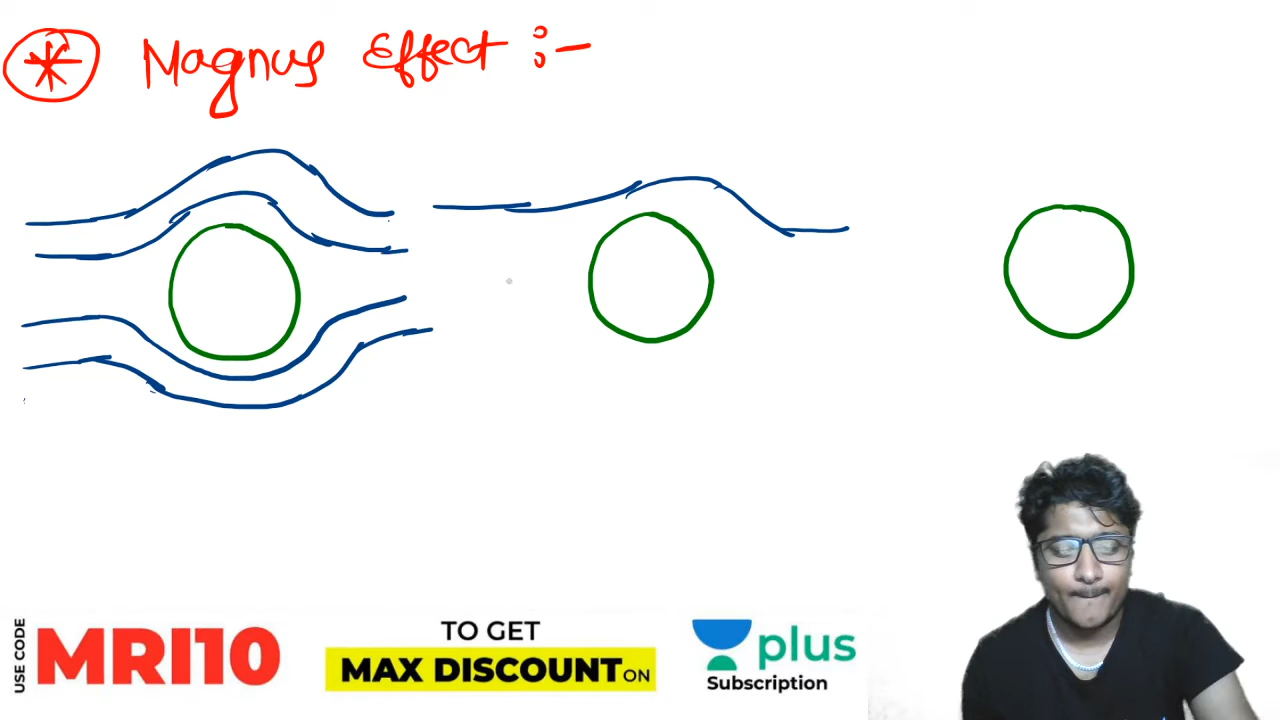 * Magnus Effect :-
USE CODE
MRI10
TO GET
MAX DISCOUNT ON
plus
Subscription